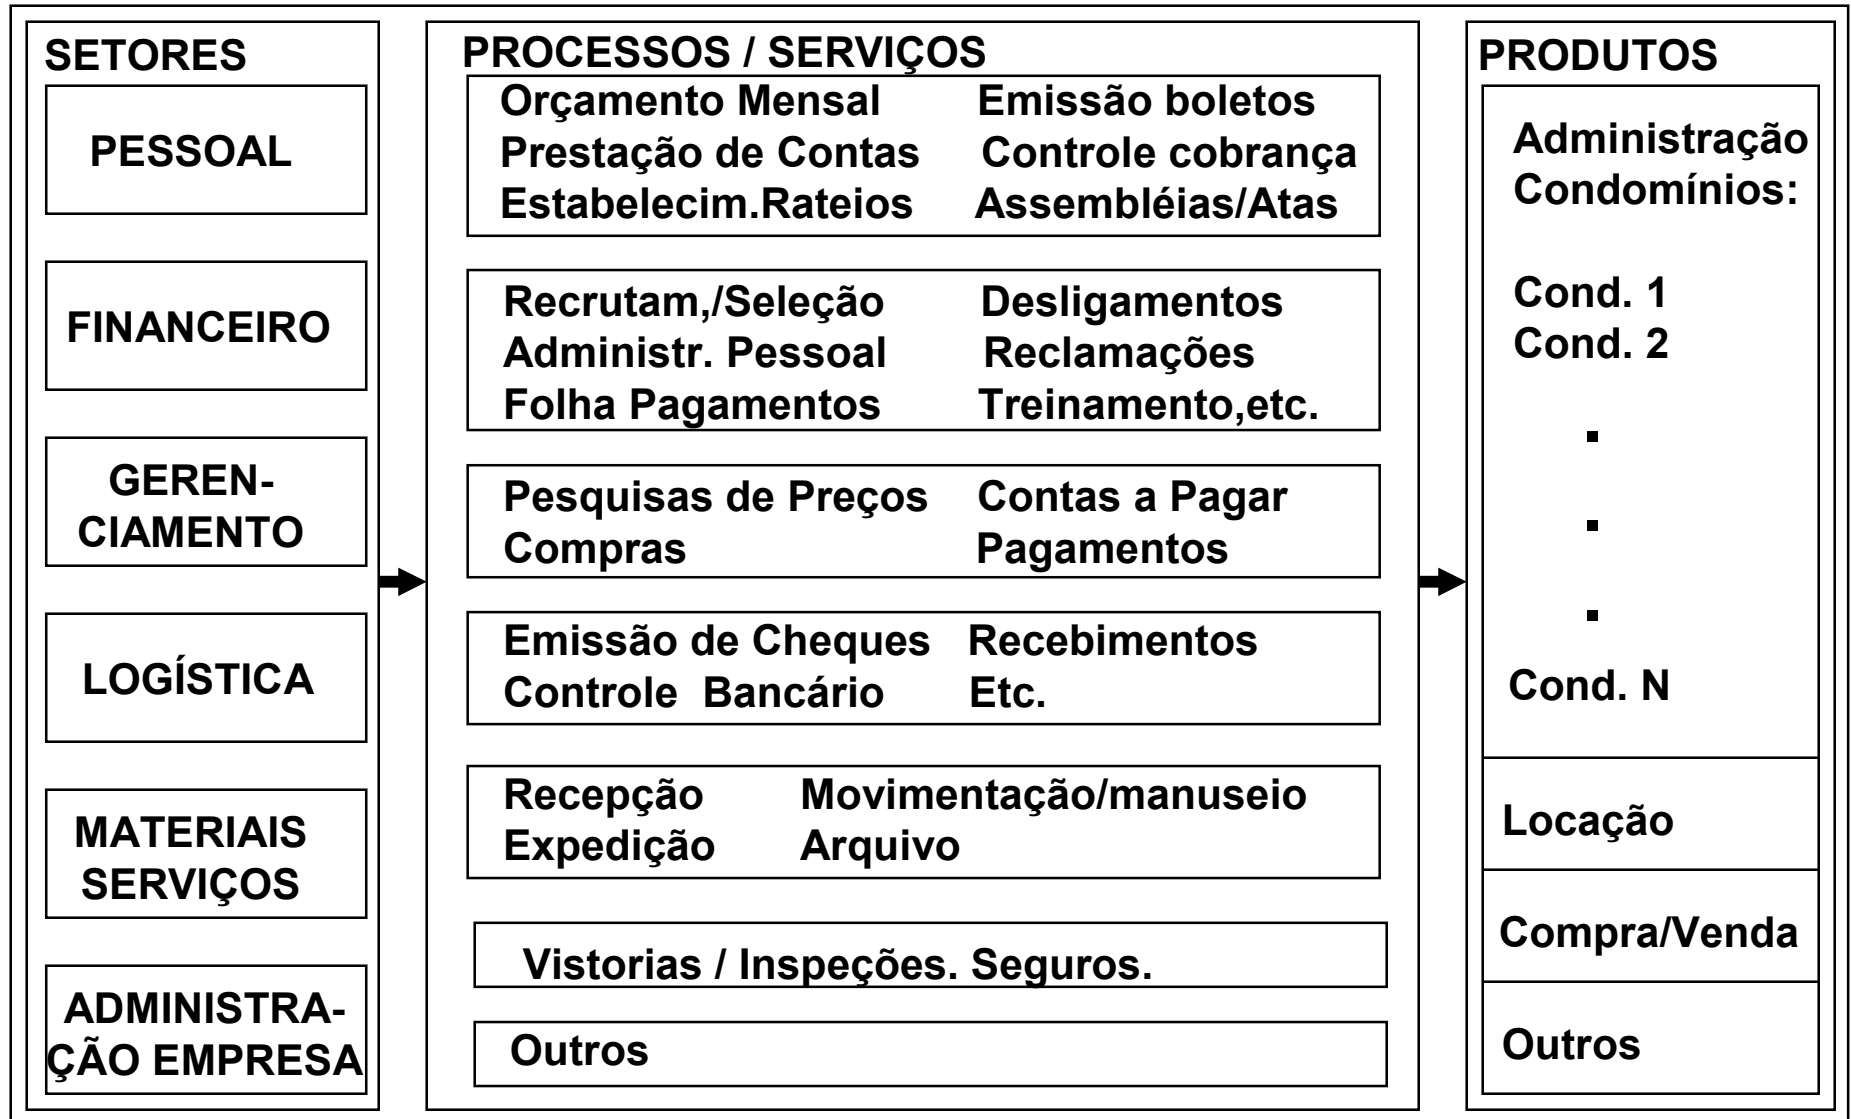 SETORES
PESSOAL
FINANCEIRO
GEREN-
CIAMENTO
LOGÍSTICA
MATERIAIS
SERVIÇOS
ADMINISTRA-
ÇÃO EMPRESA
PROCESSOS / SERVIÇOS
Orçamento Mensal Emissão boletos
Prestação de Contas Controle cobrança
Estabelecim.Rateios Assembléias/Atas
Recrutam,/Seleção Desligamentos
Administr. Pessoal Reclamações
Folha Pagamentos Treinamento,etc.
Pesquisas de Preços Contas a Pagar
Compras Pagamentos
Emissão de Cheques Recebimentos
Controle Bancário Etc.
Recepção Movimentação/manuseio
Expedição Arquivo
Vistorias / Inspeções. Seguros.
Outros
PRODUTOS
Administração
Condomínios:
Cond. 1
Cond. 2
.
.
.
Cond. N
Locação
Compra/Venda
Outros